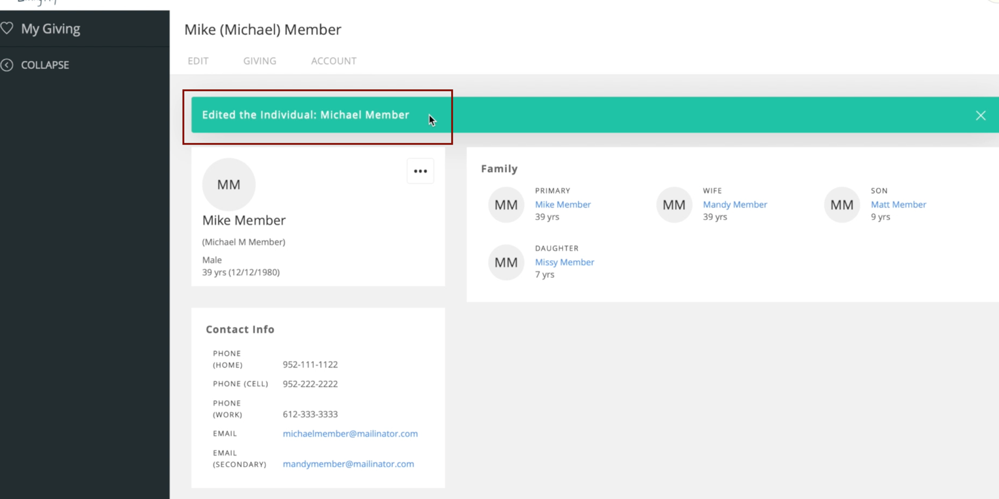 My Giving
COLLAPSE
Mike (Michael) Member
EDIT GIVING ACCOUNT
Edited the Individual: Michael Member
MM
Mike Member
(Michael M Member)
Male
39 yrs (12/12/1980)
Family
MM
PRIMARY
Mike Member
39 yrs
MM
WIFE
Mandy Member
39 yrs
MM
SON
Matt Member
9 yrs
MM
DAUGHTER
Missy Member
7 yrs
Contact Info
PHONE
(HOME) 952-111-1122
PHONE (CELL) 952-222-2222
PHONE
(WORK) 612-333-3333
EMAIL michaelmember@mailinator.com
EMAIL
(SECONDARY) mandymember@mailinator.com